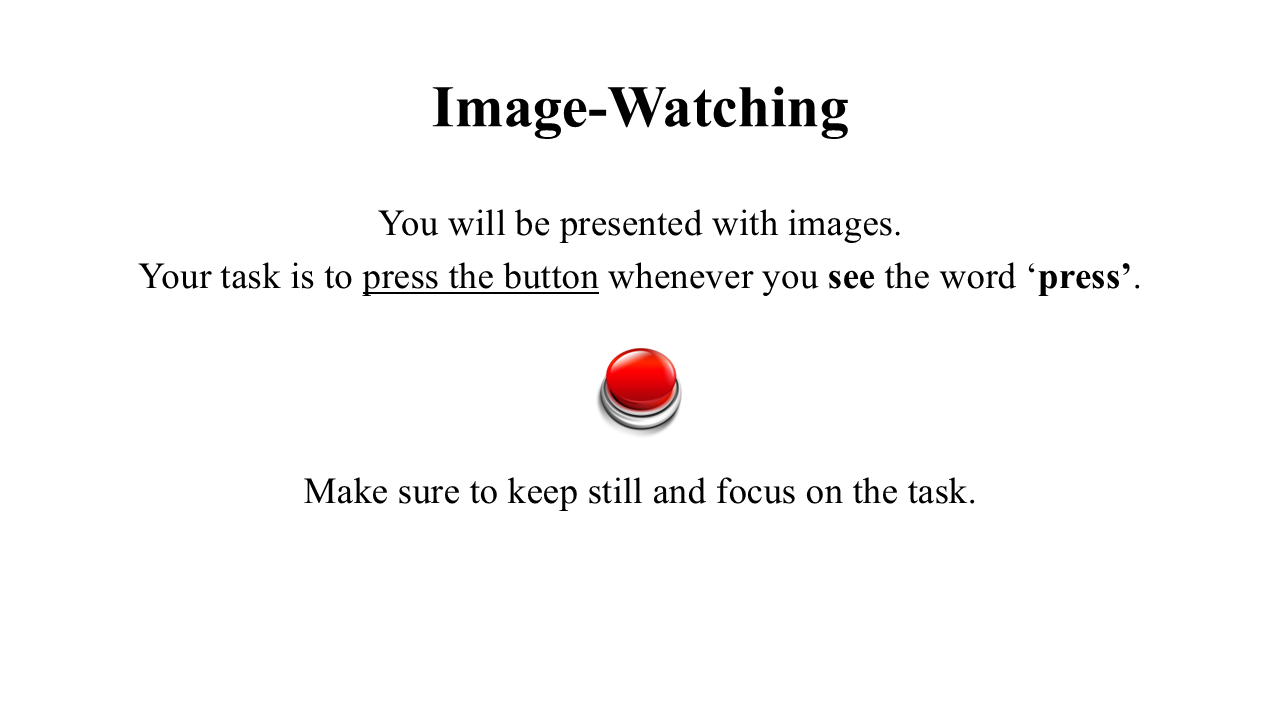 Image-Watching
You will be presented with images.
Your task is to press the button whenever you see the word ‘press’.
Make sure to keep still and focus on the task.